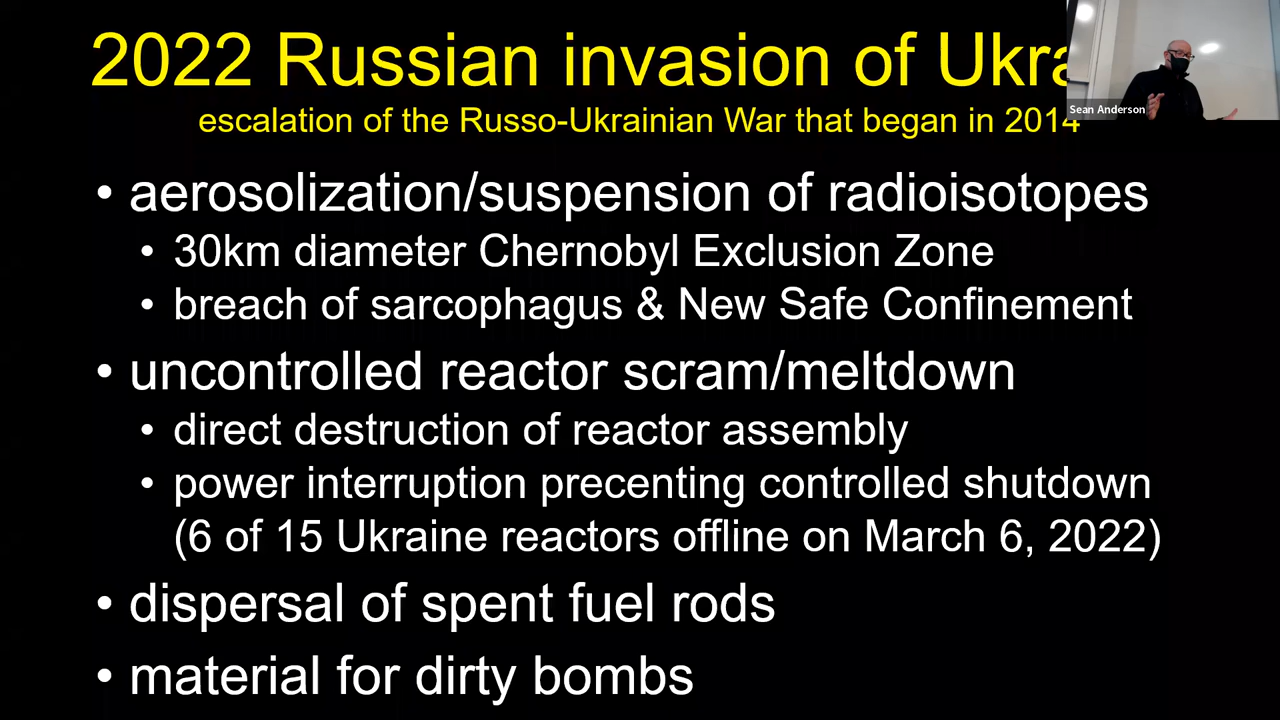 2022 Russian invasion of Ukra
escalation of the Russo-Ukrainian War that began in 2014
Sean Anderson
• aerosolization/suspension of radioisotopes
• 30km diameter Chernobyl Exclusion Zone
• breach of sarcophagus & New Safe Confinement
• uncontrolled reactor scram/meltdown
• direct destruction of reactor assembly
• power interruption precenting controlled shutdown
(6 of 15 Ukraine reactors offline on March 6, 2022)
• dispersal of spent fuel rods
• material for dirty bombs